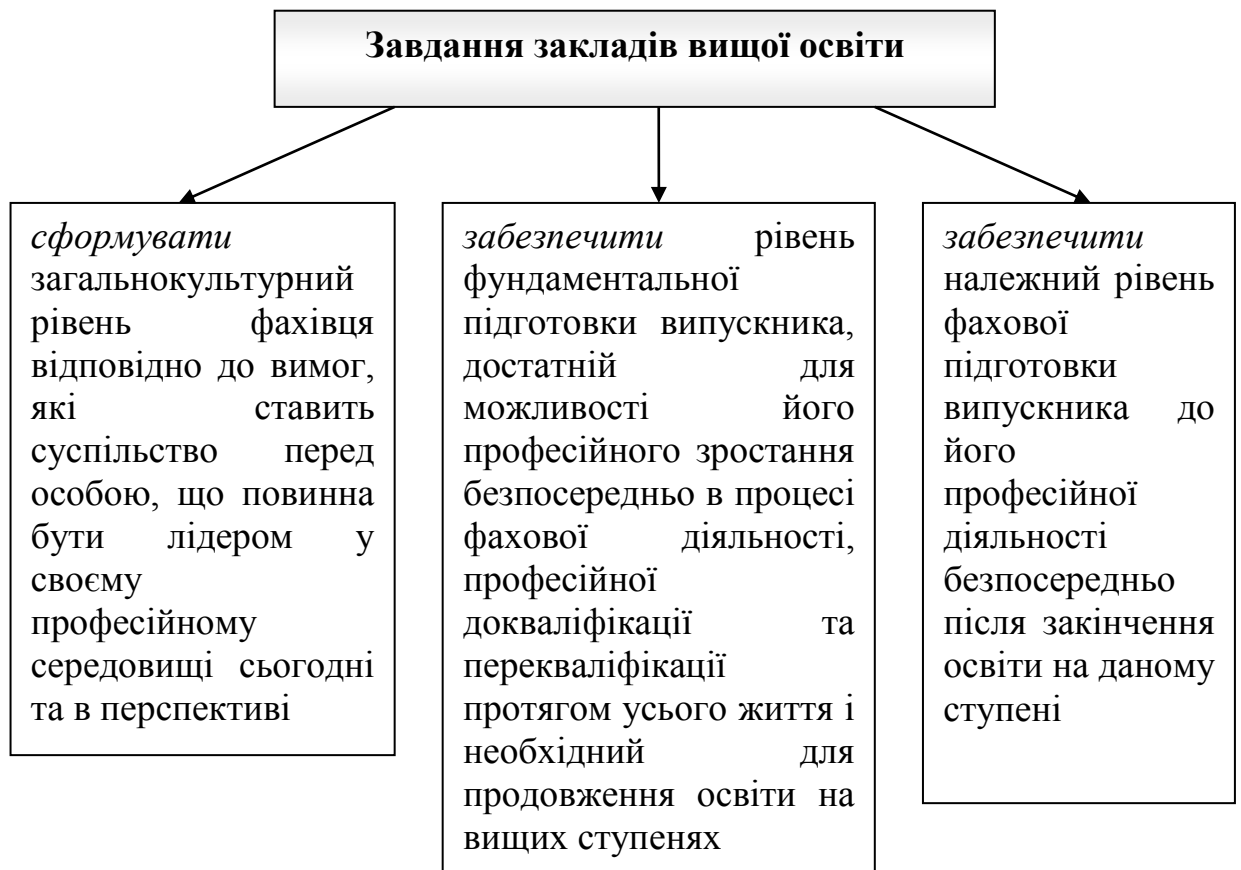 Завдання закладів вищої освіти
сформувати
загальнокультурний
рівень фахівця
відповідно до вимог,
які ставить
суспільство перед
особою, що повинна
бути лідером у
своєму
професійному
середовищі сьогодні
та в перспективі
забезпечити рівень
фундаментальної
підготовки випускника,
достатній для
можливості його
професійного зростання
безпосередньо в процесі
фахової діяльності,
професійної
докваліфікації та
перекваліфікації
протягом усього життя і
необхідний для
продовження освіти на
вищих ступенях
забезпечити
належний рівень
фахової
підготовки
випускника до
його
професійної
діяльності
безпосередньо
після закінчення
освіти на даному
ступені